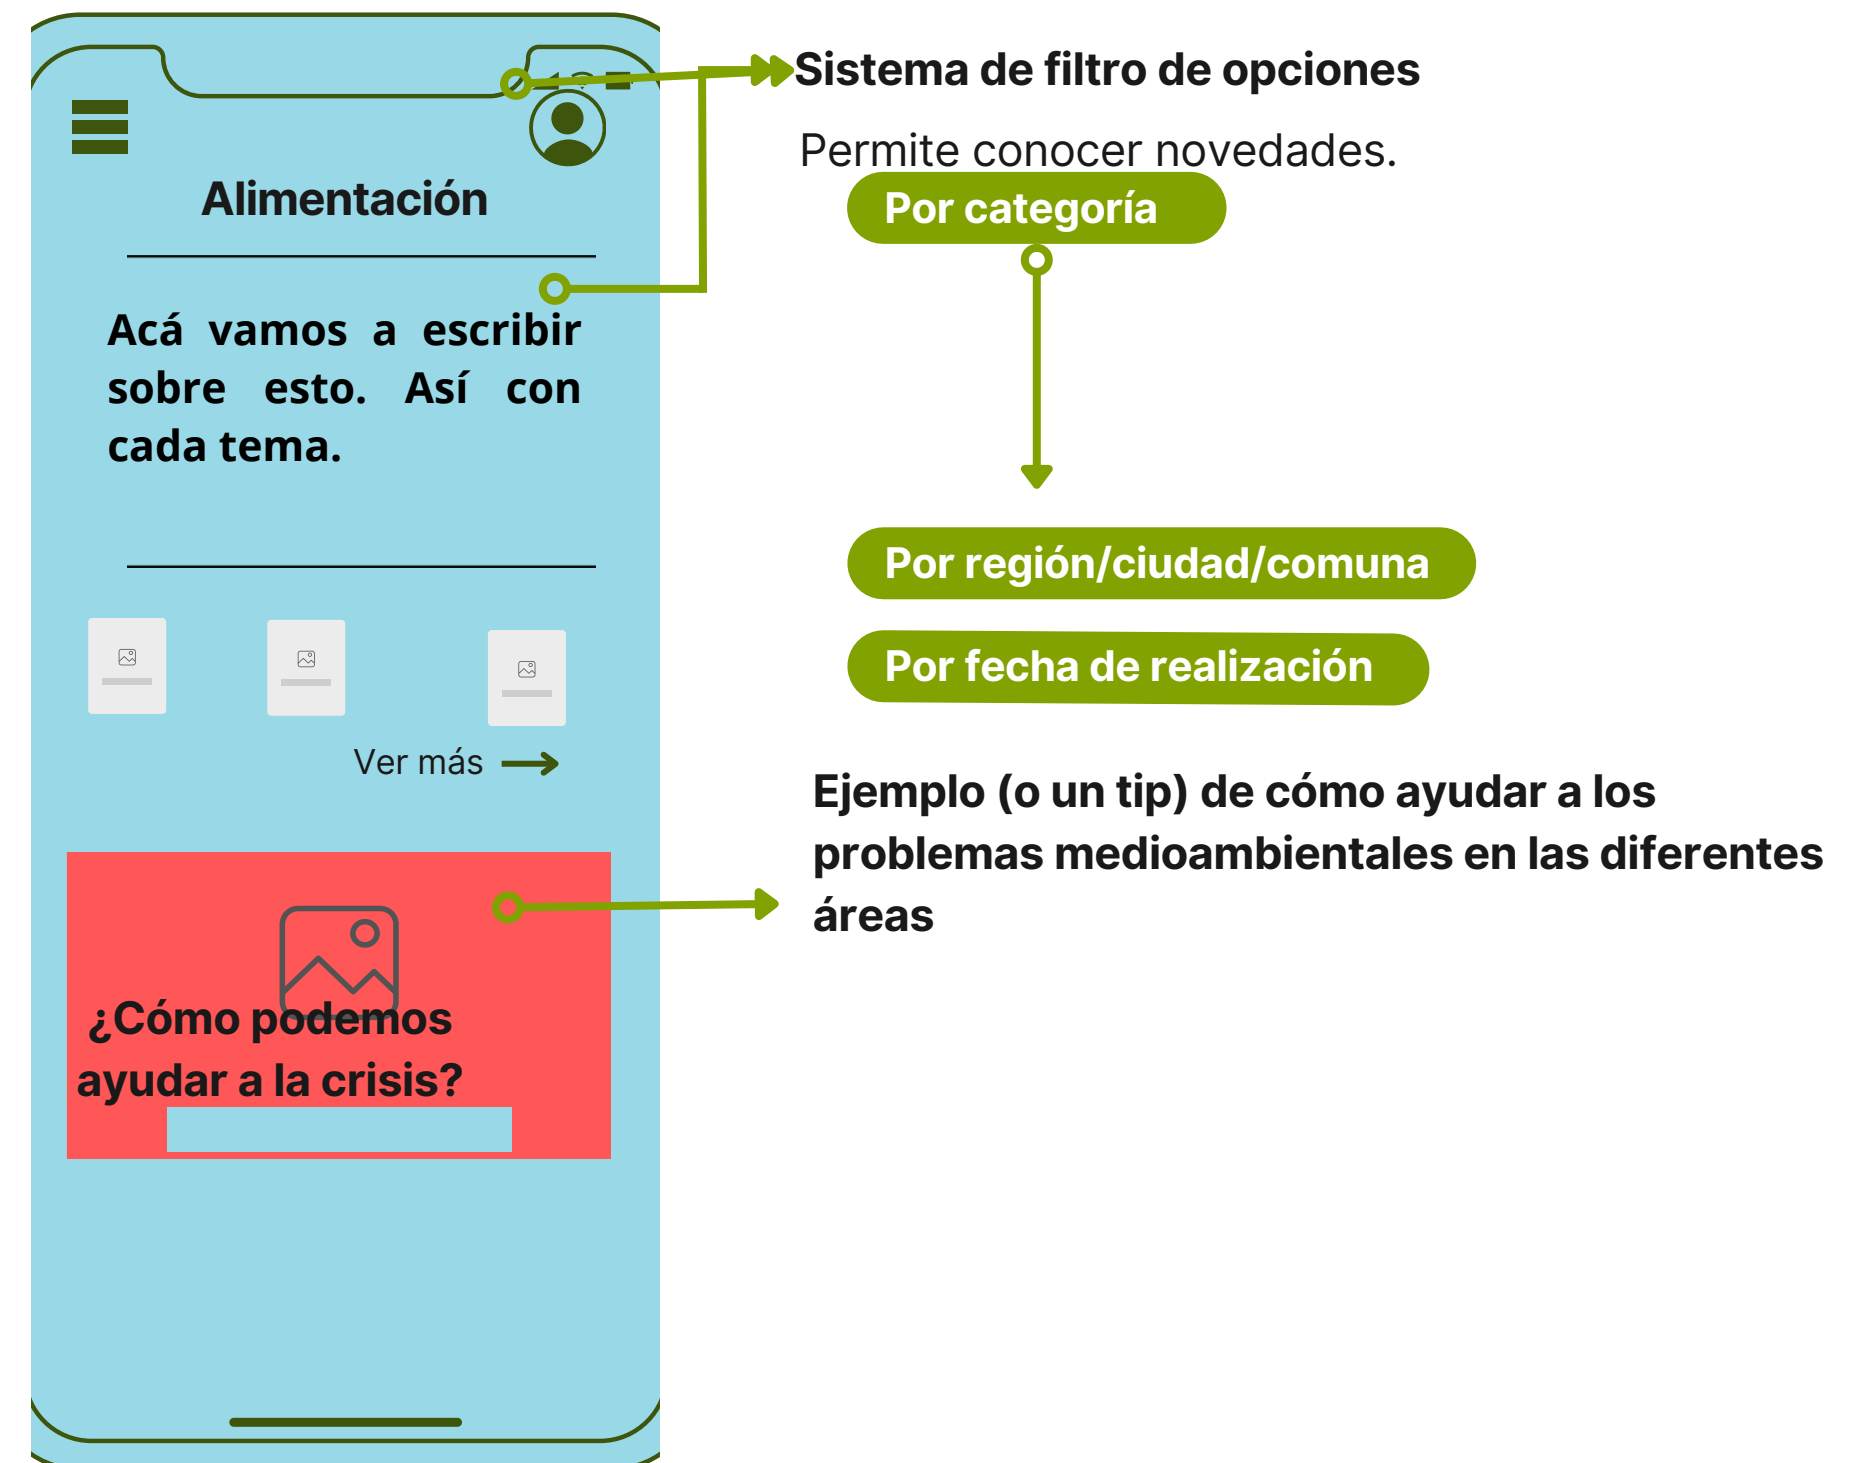 Alimentación
Acá vamos a escribir
sobre esto. Así con
cada tema.
Ver más
¿Cómo podemos
ayudar a la crisis?
Sistema de filtro de opciones
Permite conocer novedades.
Por categoría
Por región/ciudad/comuna
Por fecha de realización
Ejemplo (o un tip) de cómo ayudar a los
problemas medioambientales en las diferentes
áreas